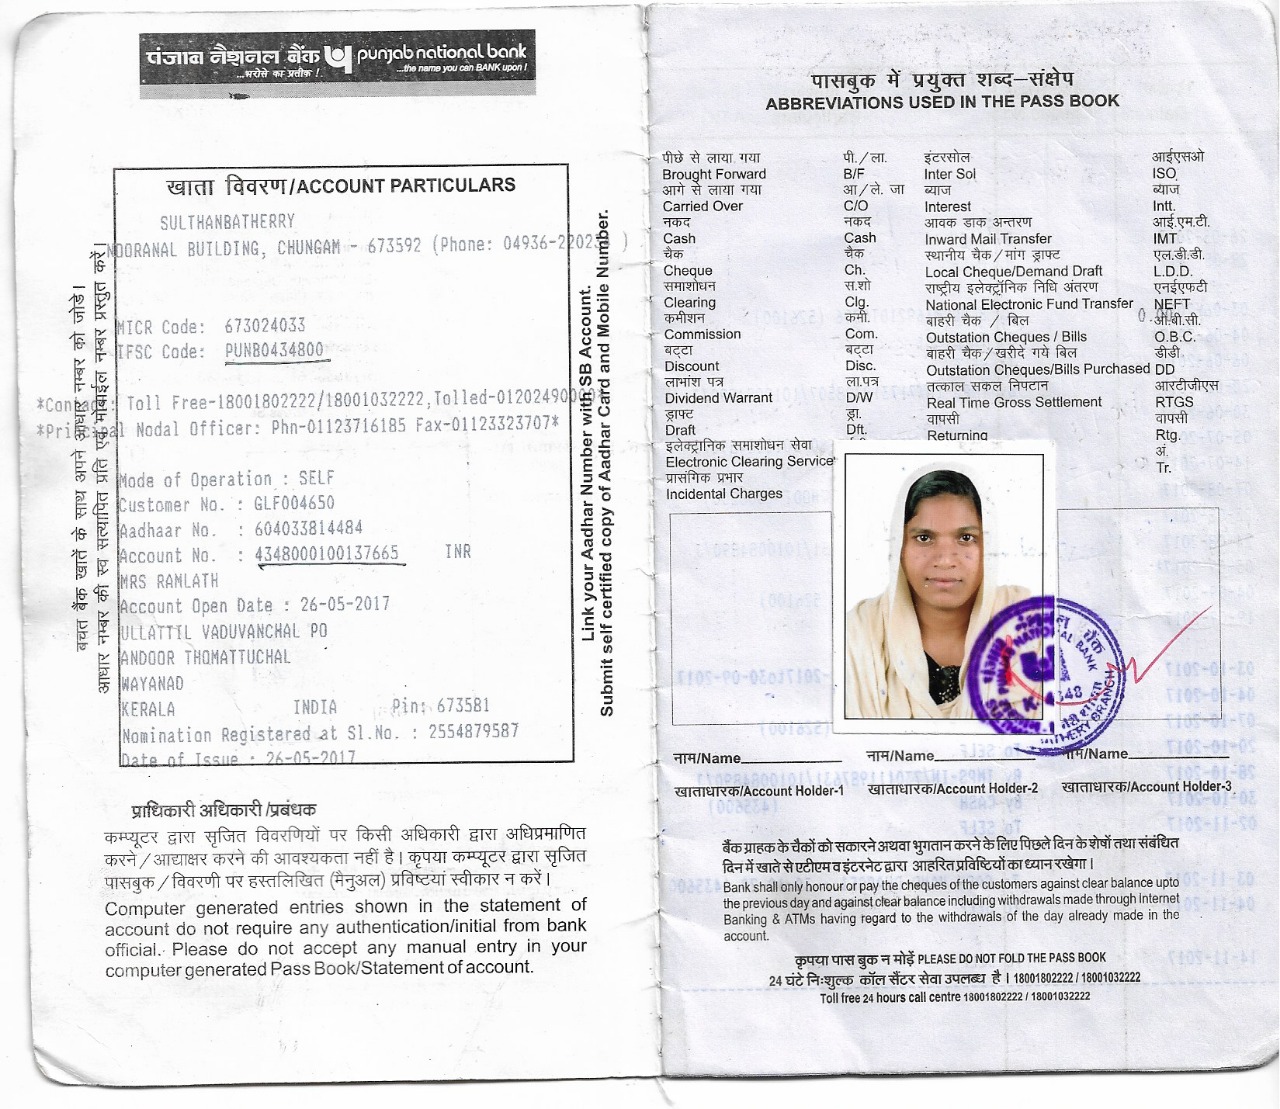 पंजाब नैशनल बैंक punjab national bank
...भरोसे का प्रतीक ! ...the name you can BANK upon !
खाता विवरण/ACCOUNT PARTICULARS
SULTHANBATHERRY
NOORANAL BUILDING, CHUNGAM - 673592 (Phone: 04936-22023 )
MICR Code: 673024033
IFSC Code: PUNB0434800
*Contact: Toll Free-18001802222/18001032222,Tolled-0120249000
*Principal Nodal Officer: Phn-01123716185 Fax-01123323707*
Mode of Operation : SELF
Customer No. : GLF004650
Aadhaar No. : 604033814484
Account No. : 4348000100137665 INR
MRS RAMLATH
Account Open Date : 26-05-2017
ULLATTIL VADUVANCHAL PO
ANDOOR THOMATTUCHAL
WAYANAD
KERALA INDIA Pin: 673581
Nomination Registered at Sl.No. : 2554879587
Date of Issue : 26-05-2017
बचत बैंक खाते के साथ अपने आधार नम्बर को जोडे।
आधार नम्बर की स्व सत्यापित प्रति एवं मोबाईल नम्बर प्रस्तुत करें।
Link your Aadhar Number with SB Account.
Submit self certified copy of Aadhar Card and Mobile Number.
प्राधिकारी अधिकारी/प्रबंधक
कम्प्यूटर द्वारा सृजित विवरणियों पर किसी अधिकारी द्वारा अधिप्रमाणित
करने/आद्याक्षर करने की आवश्यकता नहीं है। कृपया कम्प्यूटर द्वारा सृजित
पासबुक/विवरणी पर हस्तलिखित (मैनुअल) प्रविष्टियां स्वीकार न करें।
Computer generated entries shown in the statement of
account do not require any authentication/initial from bank
official. Please do not accept any manual entry in your
computer generated Pass Book/Statement of account.
पासबुक में प्रयुक्त शब्द–संक्षेप
ABBREVIATIONS USED IN THE PASS BOOK
पीछे से लाया गया पी./ला. इंटरसोल आईएसओ
Brought Forward B/F Inter Sol ISO
आगे से लाया गया आ/ले. जा ब्याज ब्याज
Carried Over C/O Interest Intt.
नकद नकद आवक डाक अन्तरण आई.एम.टी.
Cash Cash Inward Mail Transfer IMT
चैक चैक स्थानीय चैक/मांग ड्राफ्ट एल.डी.डी.
Cheque Ch. Local Cheque/Demand Draft L.D.D.
समाशोधन स.शो राष्ट्रीय इलेक्ट्रॉनिक निधि अंतरण एनईएफटी
Clearing Clg. National Electronic Fund Transfer NEFT
कमीशन कमी. बाहरी चैक / बिल ओ.बी.सी.
Commission Com. Outstation Cheques / Bills O.B.C.
बट्टा बट्टा बाहरी चैक/खरीदे गये बिल डीडी
Discount Disc. Outstation Cheques/Bills Purchased DD
लाभांश पत्र ला.पत्र तत्काल सकल निपटान आरटीजीएस
Dividend Warrant D/W Real Time Gross Settlement RTGS
ड्राफ्ट ड्रा. वापसी वापसी
Draft Dft. Returning Rtg.
इलेक्ट्रानिक समाशोधन सेवा अं.
Electronic Clearing Service Tr.
प्रासंगिक प्रभार
Incidental Charges
PUNJAB NATIONAL BANK
नाम/Name नाम/Name नाम/Name
खाताधारक/Account Holder-1 खाताधारक/Account Holder-2 खाताधारक/Account Holder-3
बैंक ग्राहक के चैकों को सकारने अथवा भुगतान करने के लिए पिछले दिन के शेषों तथा संबंधित
दिन में खाते से एटीएम व इंटरनेट द्वारा आहरित प्रविष्टियों का ध्यान रखेगा।
Bank shall only honour or pay the cheques of the customers against clear balance upto
the previous day and against clear balance including withdrawals made through Internet
Banking & ATMs having regard to the withdrawals of the day already made in the
account.
कृपया पास बुक न मोड़ें PLEASE DO NOT FOLD THE PASS BOOK
24 घंटे निःशुल्क कॉल सैंटर सेवा उपलब्ध है। 18001802222 / 18001032222
Toll free 24 hours call centre 18001802222 / 18001032222